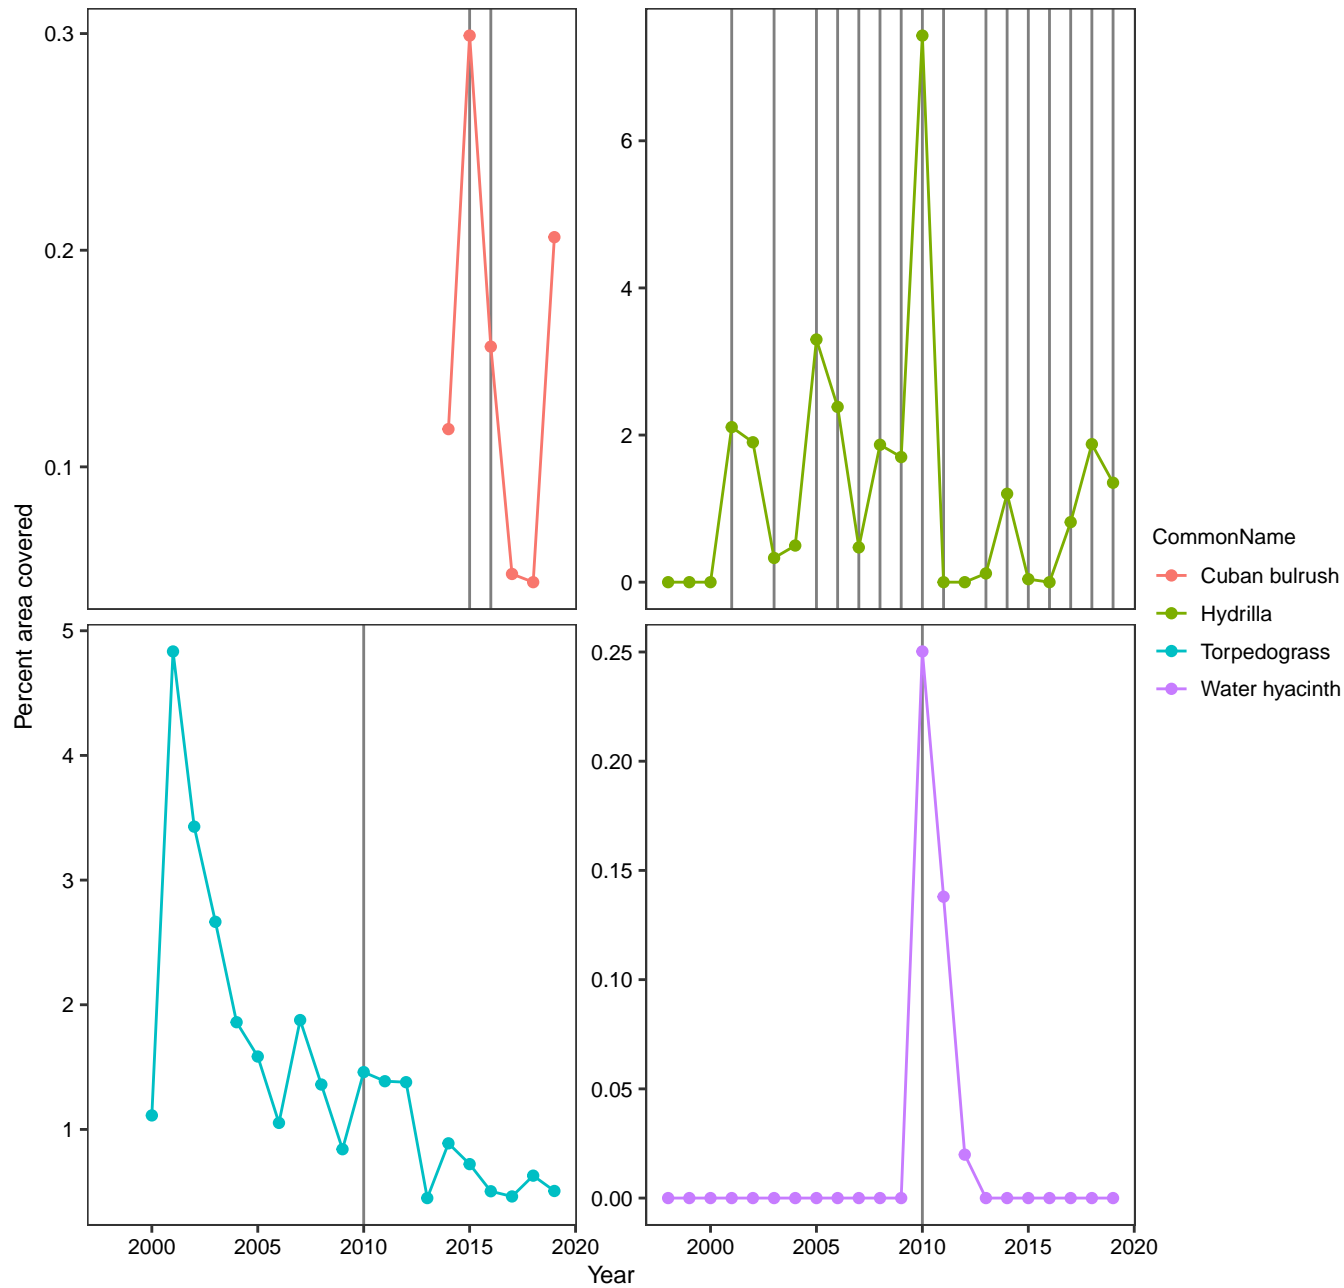 0.3
0.2
0.1
6
4
2
0
Percent area covered
5
4
3
2
1
0.25
0.20
0.15
0.10
0.05
0.00
2000 2005 2010 2015 2020
2000 2005 2010 2015 2020
Year
CommonName
Cuban bulrush
Hydrilla
Torpedograss
Water hyacinth